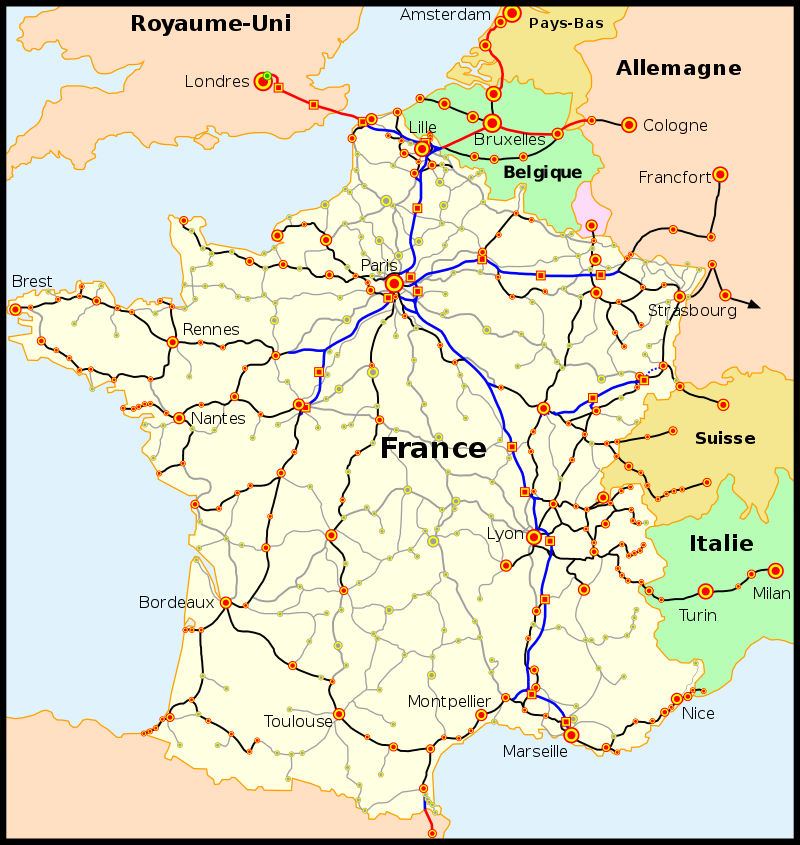 Amsterdam
Royaume-Uni
Pays-Bas
Allemagne
Londres
Lille
Cologne
Bruxelles
Belgique
Francfort
Paris
Brest
Strasbourg
Rennes
Nantes
France
Suisse
Lyon
Italie
Bordeaux
Milan
Turin
Montpellier
Toulouse
Nice
Marseille